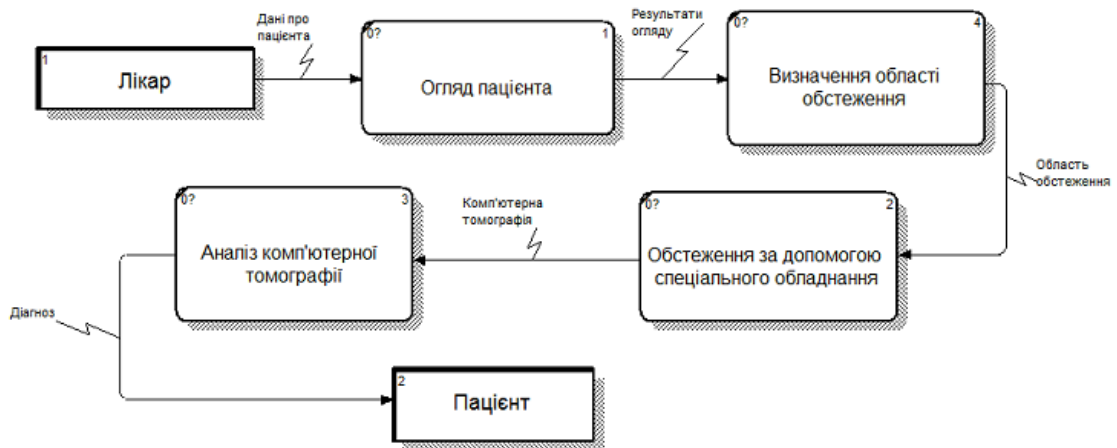 Дані про
пацієнта
Результати
огляду
1
Лікар
0?
1
Огляд пацієнта
0?
4
Визначення області
обстеження
Область
обстеження
0?
3
Аналіз комп'ютерної
томографії
Комп'ютерна
томографія
0?
2
Обстеження за допомогою
спеціального обладнання
Діагноз
2
Пацієнт